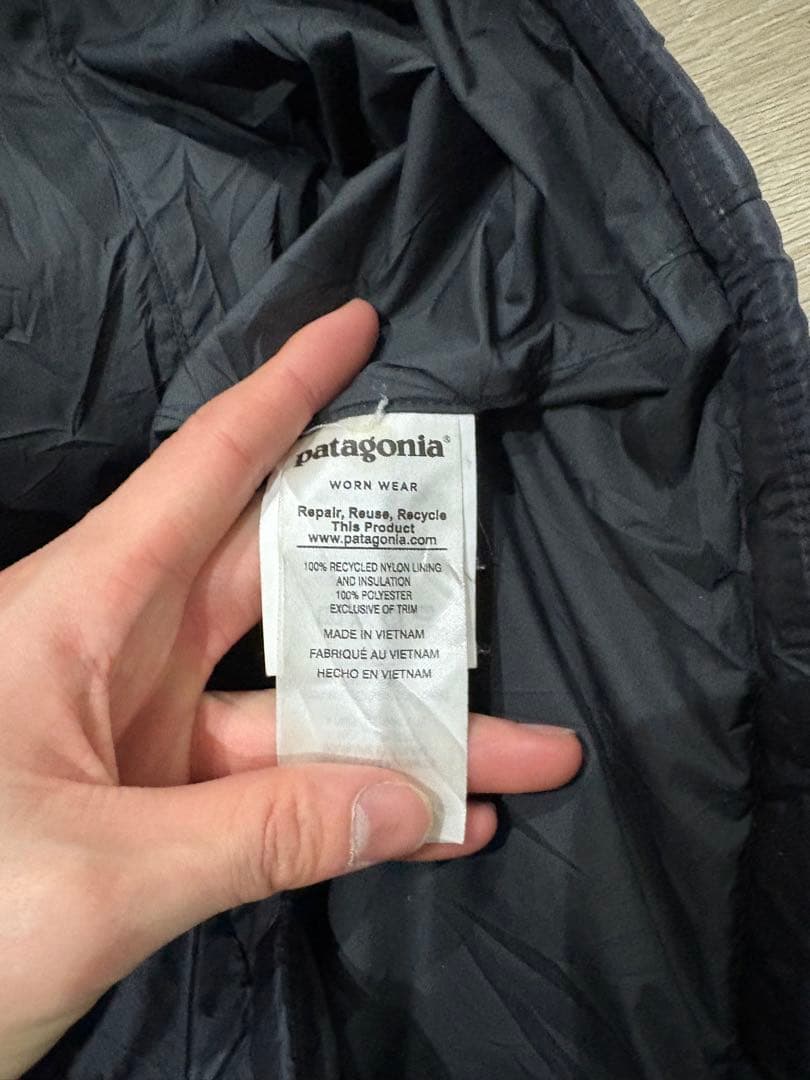 patagonia®
WORN WEAR
Repair, Reuse, Recycle
This Product
www.patagonia.com
100% RECYCLED NYLON LINING
AND INSULATION
100% POLYESTER
EXCLUSIVE OF TRIM
MADE IN VIETNAM
FABRIQUÉ AU VIETNAM
HECHO EN VIETNAM